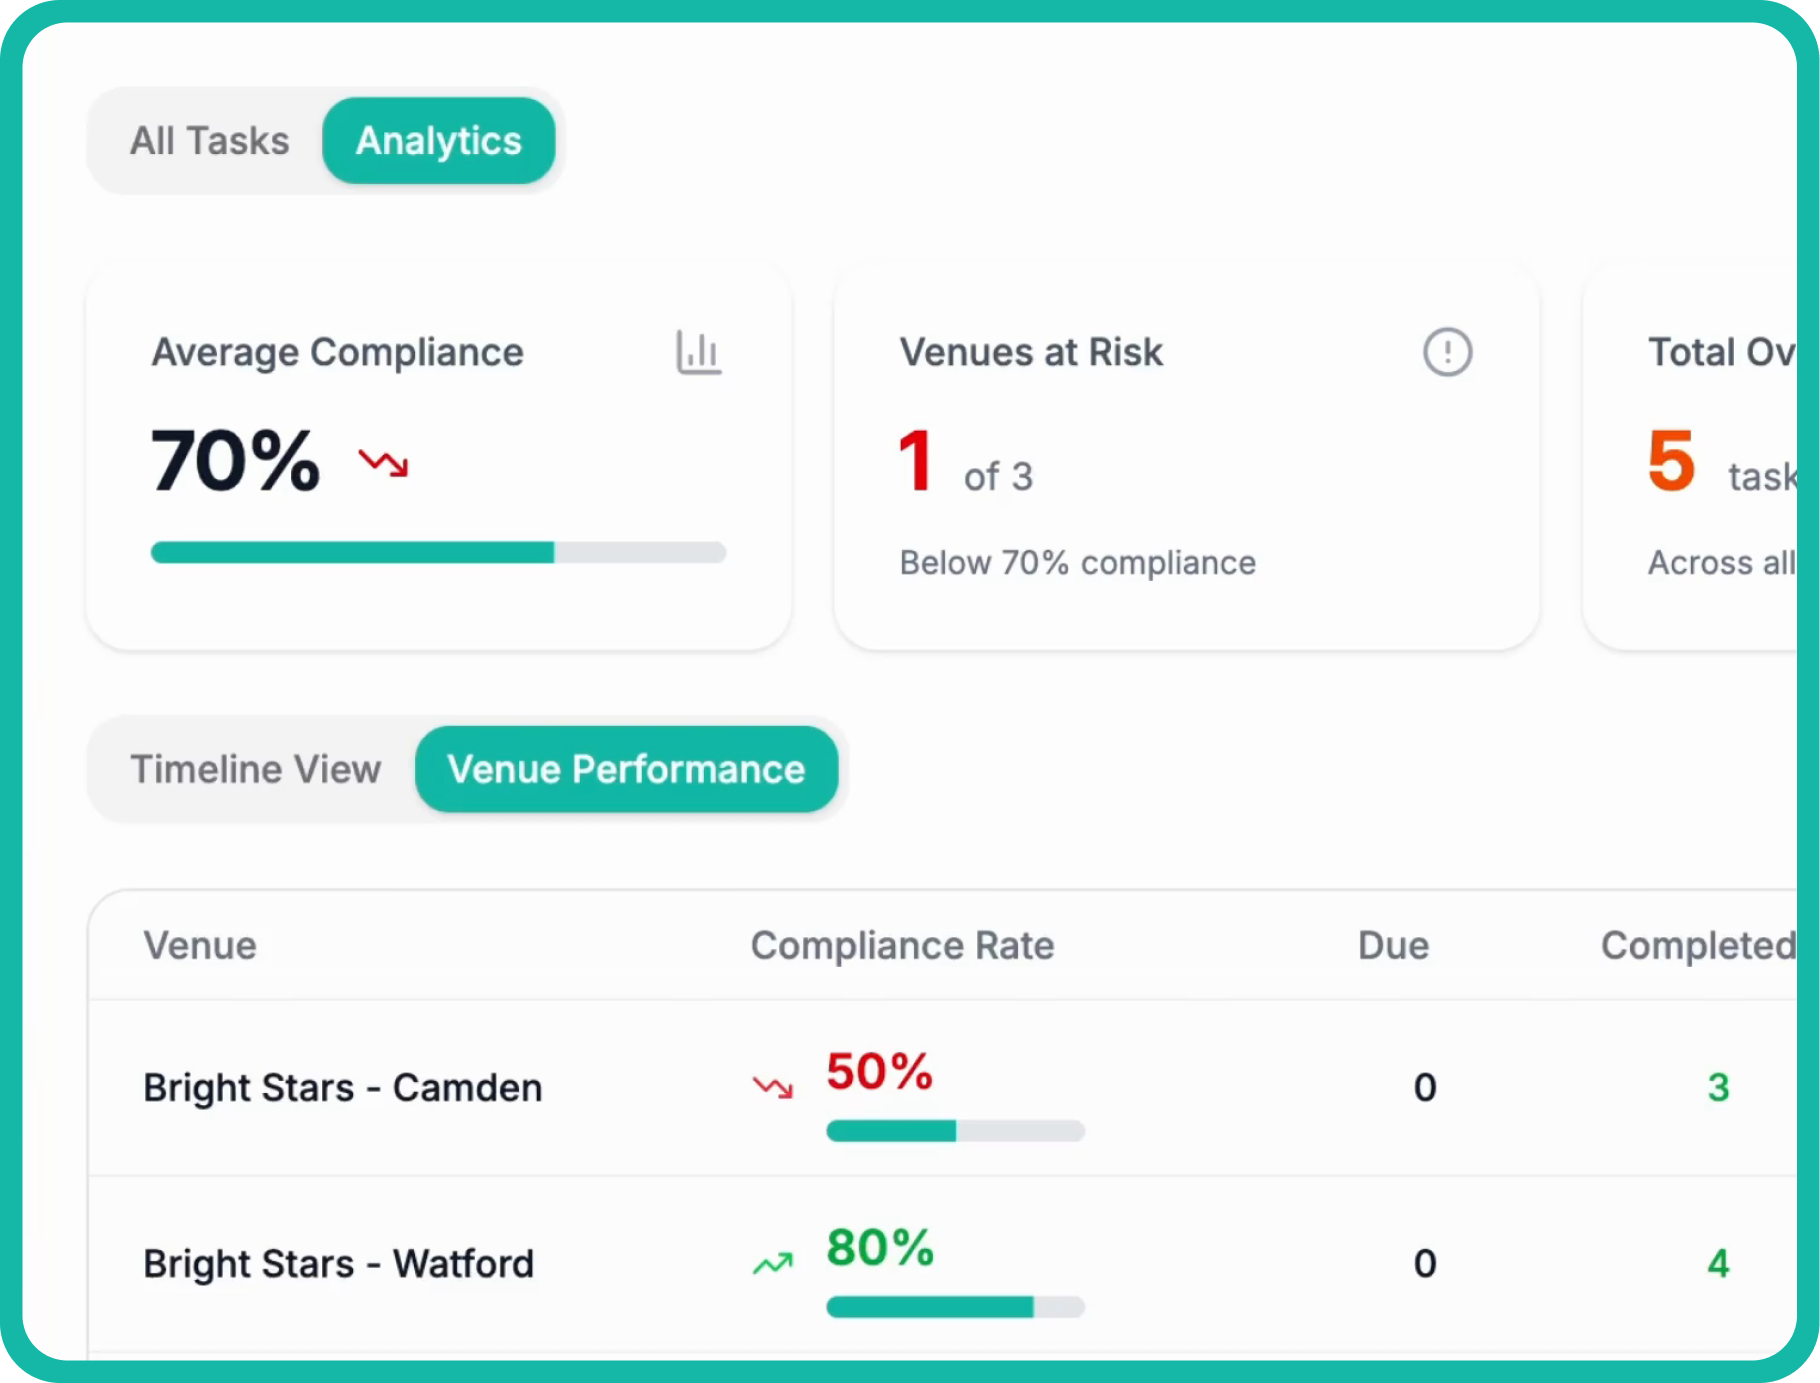 All Tasks Analytics
Average Compliance Venues at Risk Total Ov
70% 1 of 3 5 task
Below 70% compliance Across all
Timeline View Venue Performance
Venue Compliance Rate Due Completed
Bright Stars - Camden 50% 0 3
Bright Stars - Watford 80% 0 4